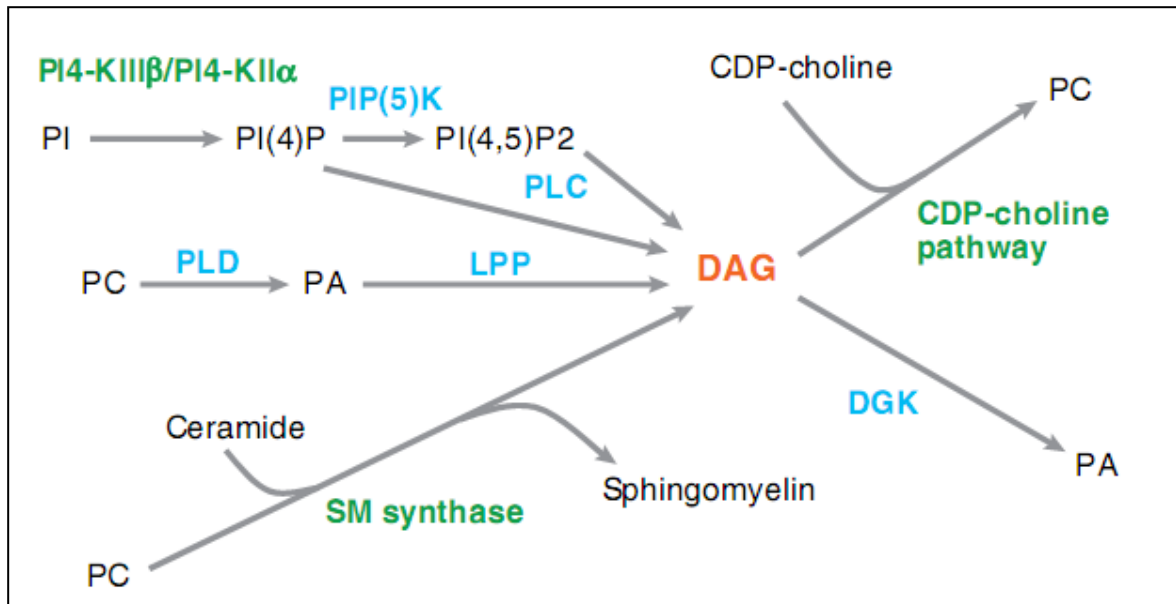 PI4-KIIIβ/PI4-KIIα
PIP(5)K
PI
PI(4)P
PI(4,5)P2
PLC
PC
PLD
PA
LPP
DAG
CDP-choline
PC
CDP-choline
pathway
DGK
PA
Ceramide
SM synthase
Sphingomyelin
PC